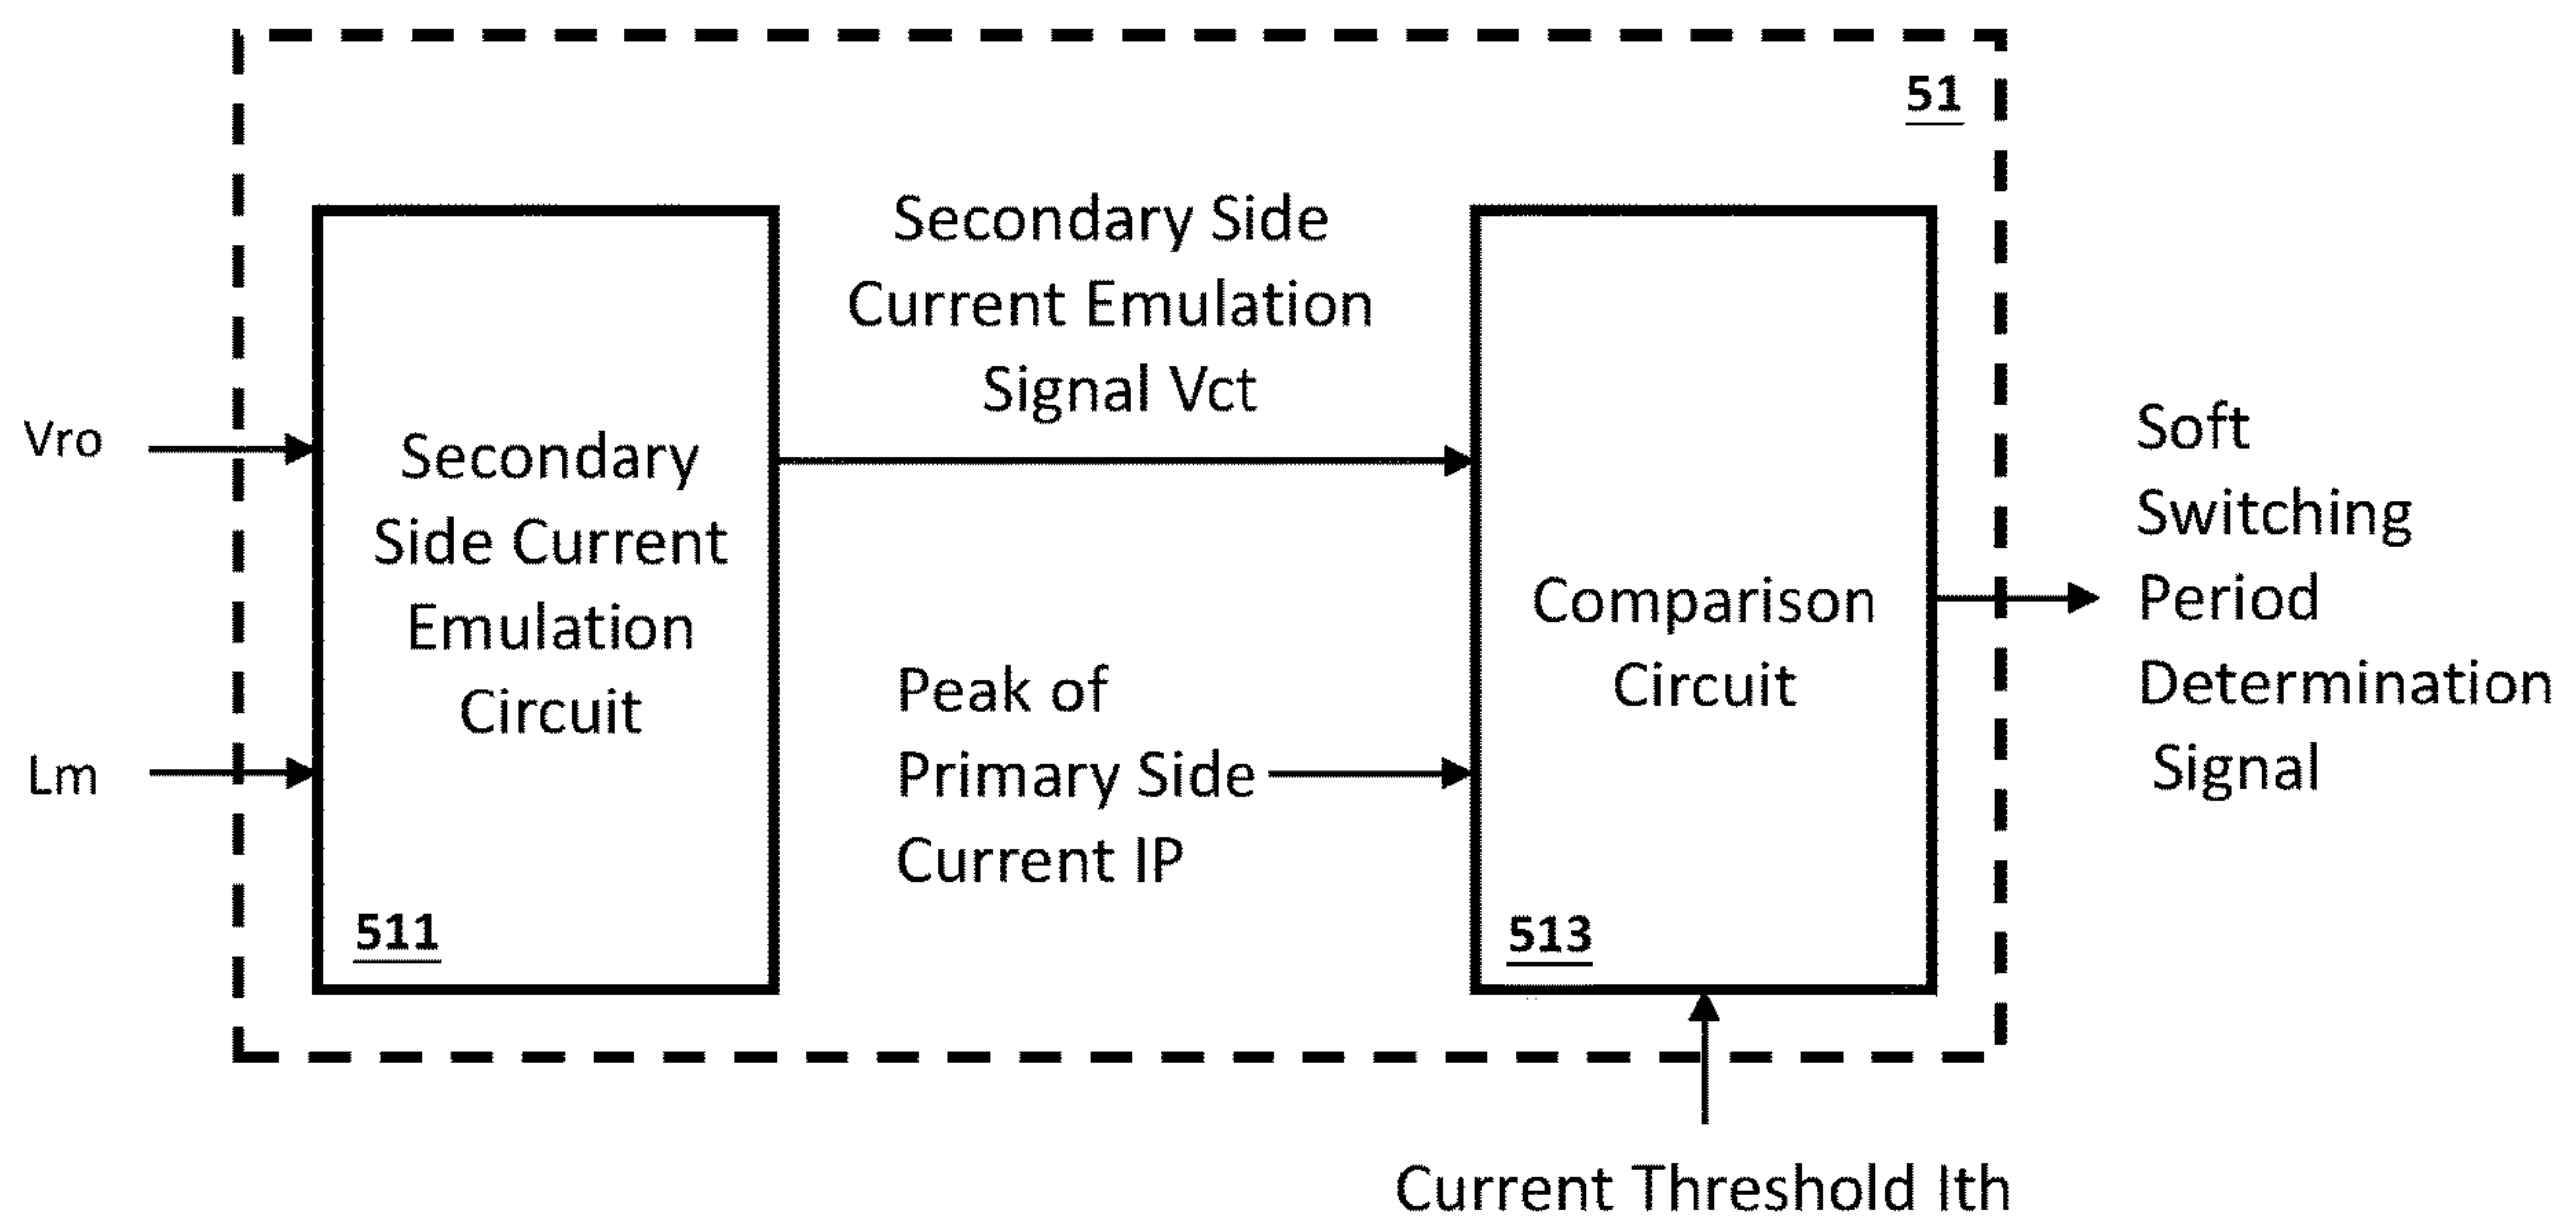 51
Vro
Lm
Secondary
Side Current
Emulation
Circuit
511
Secondary Side
Current Emulation
Signal Vct
Peak of
Primary Side
Current IP
Comparison
Circuit
513
Soft
Switching
Period
Determination
Signal
Current Threshold Ith